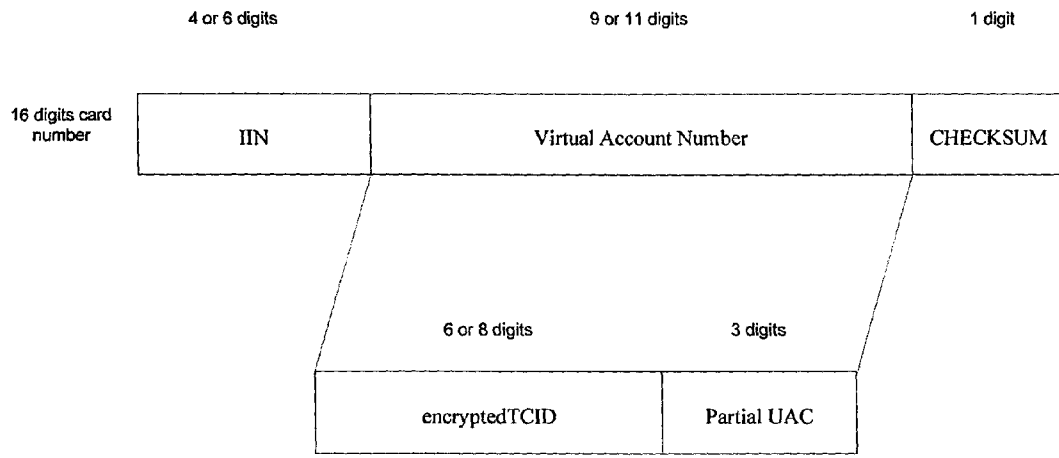 4 or 6 digits 9 or 11 digits 1 digit
16 digits card
number
IIN Virtual Account Number CHECKSUM
6 or 8 digits 3 digits
encryptedTCID Partial UAC